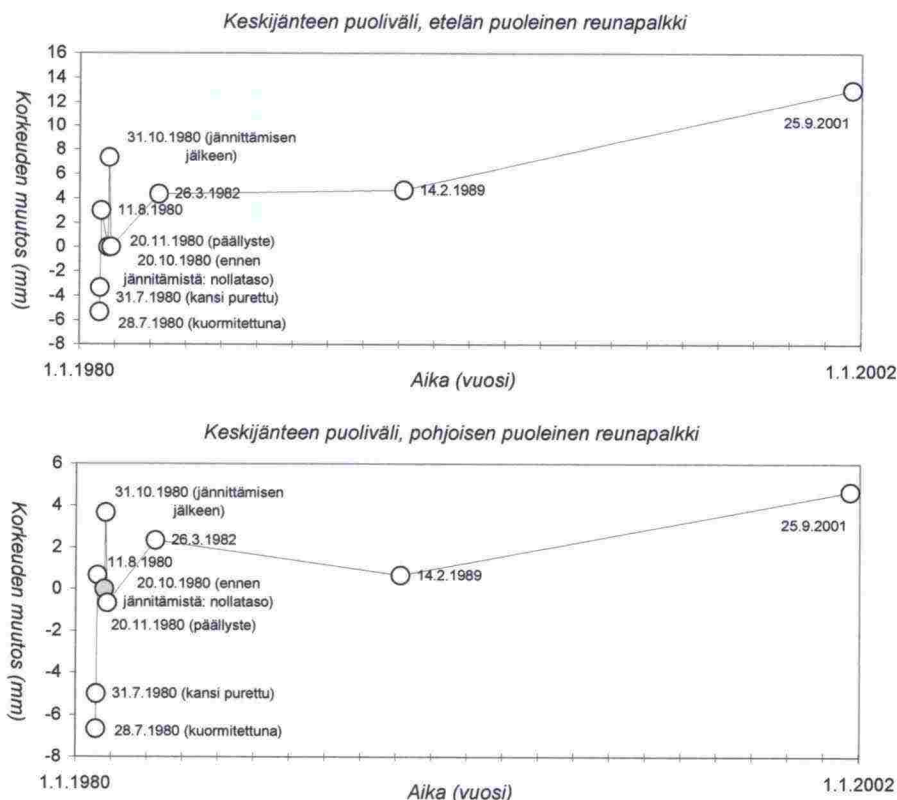 Keskijänteen puoliväli, etelän puoleinen reunapalkki
16
14
12
10
8
6
4
2
0
-2
-4
-6
-8
Korkeuden muutos (mm)
31.10.1980 (jännittämisen
jälkeen)
25.9.2001
26.3.1982
14.2.1989
11.8.1980
20.11.1980 (päällyste)
20.10.1980 (ennen
jännitämistä: nollataso)
31.7.1980 (kansi purettu)
28.7.1980 (kuormitettuna)
1.1.1980
Aika (vuosi)
1.1.2002
Keskijänteen puoliväli, pohjoisen puoleinen reunapalkki
6
4
2
0
-2
-4
-6
-8
Korkeuden muutos (mm)
31.10.1980 (jännittämisen
jälkeen)
25.9.2001
26.3.1982
11.8.1980
14.2.1989
20.10.1980 (ennen
jännitämistä: nollataso)
20.11.1980 (päällyste)
31.7.1980 (kansi purettu)
28.7.1980 (kuormitettuna)
1.1.1980
Aika (vuosi)
1.1.2002